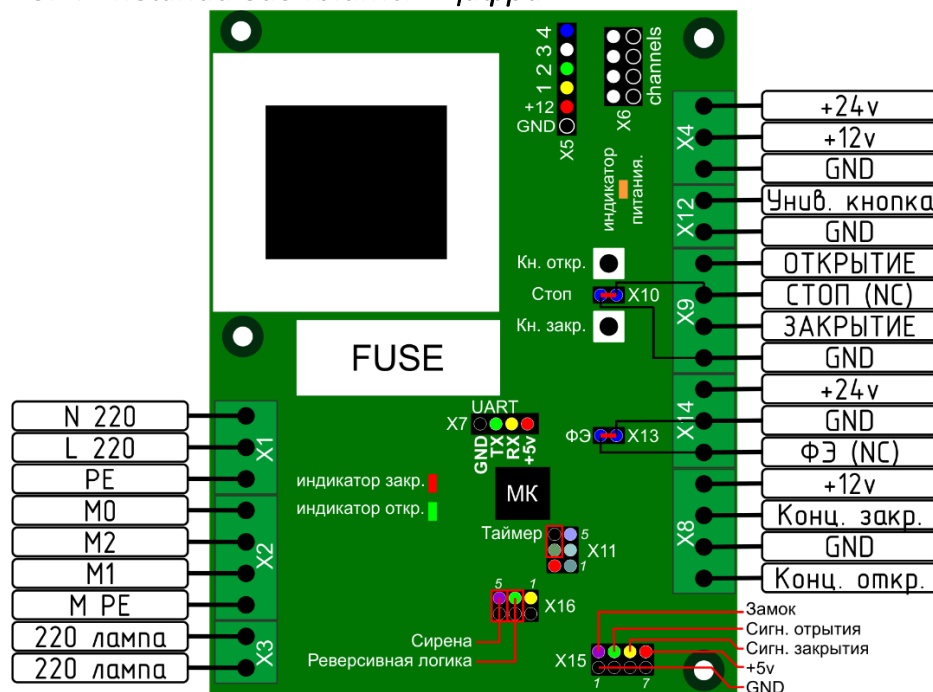 4 3 2 1 +12 GND
X5
X6
channels
индикатор
питания.
Кн. откр.
Стоп
X10
Кн. закр.
FUSE
UART
X7
GND TX RX +5v
ФЭ
X13
индикатор закр.
индикатор откр.
МК
Таймер
5
X11
1
5 1
X16
Сирена
Реверсивная логика
X15
1 7
Замок
Сигн. отрытия
Сигн. закрытия
+5v
GND
N 220
L 220
PE
X1
M0
M2
M1
M PE
X2
220 лампа
220 лампа
X3
X4
+24v
+12v
GND
X12
Унив. кнопка
GND
X9
ОТКРЫТИЕ
СТОП (NC)
ЗАКРЫТИЕ
GND
X14
+24v
GND
ФЭ (NC)
X8
+12v
Конц. закр.
GND
Конц. откр.